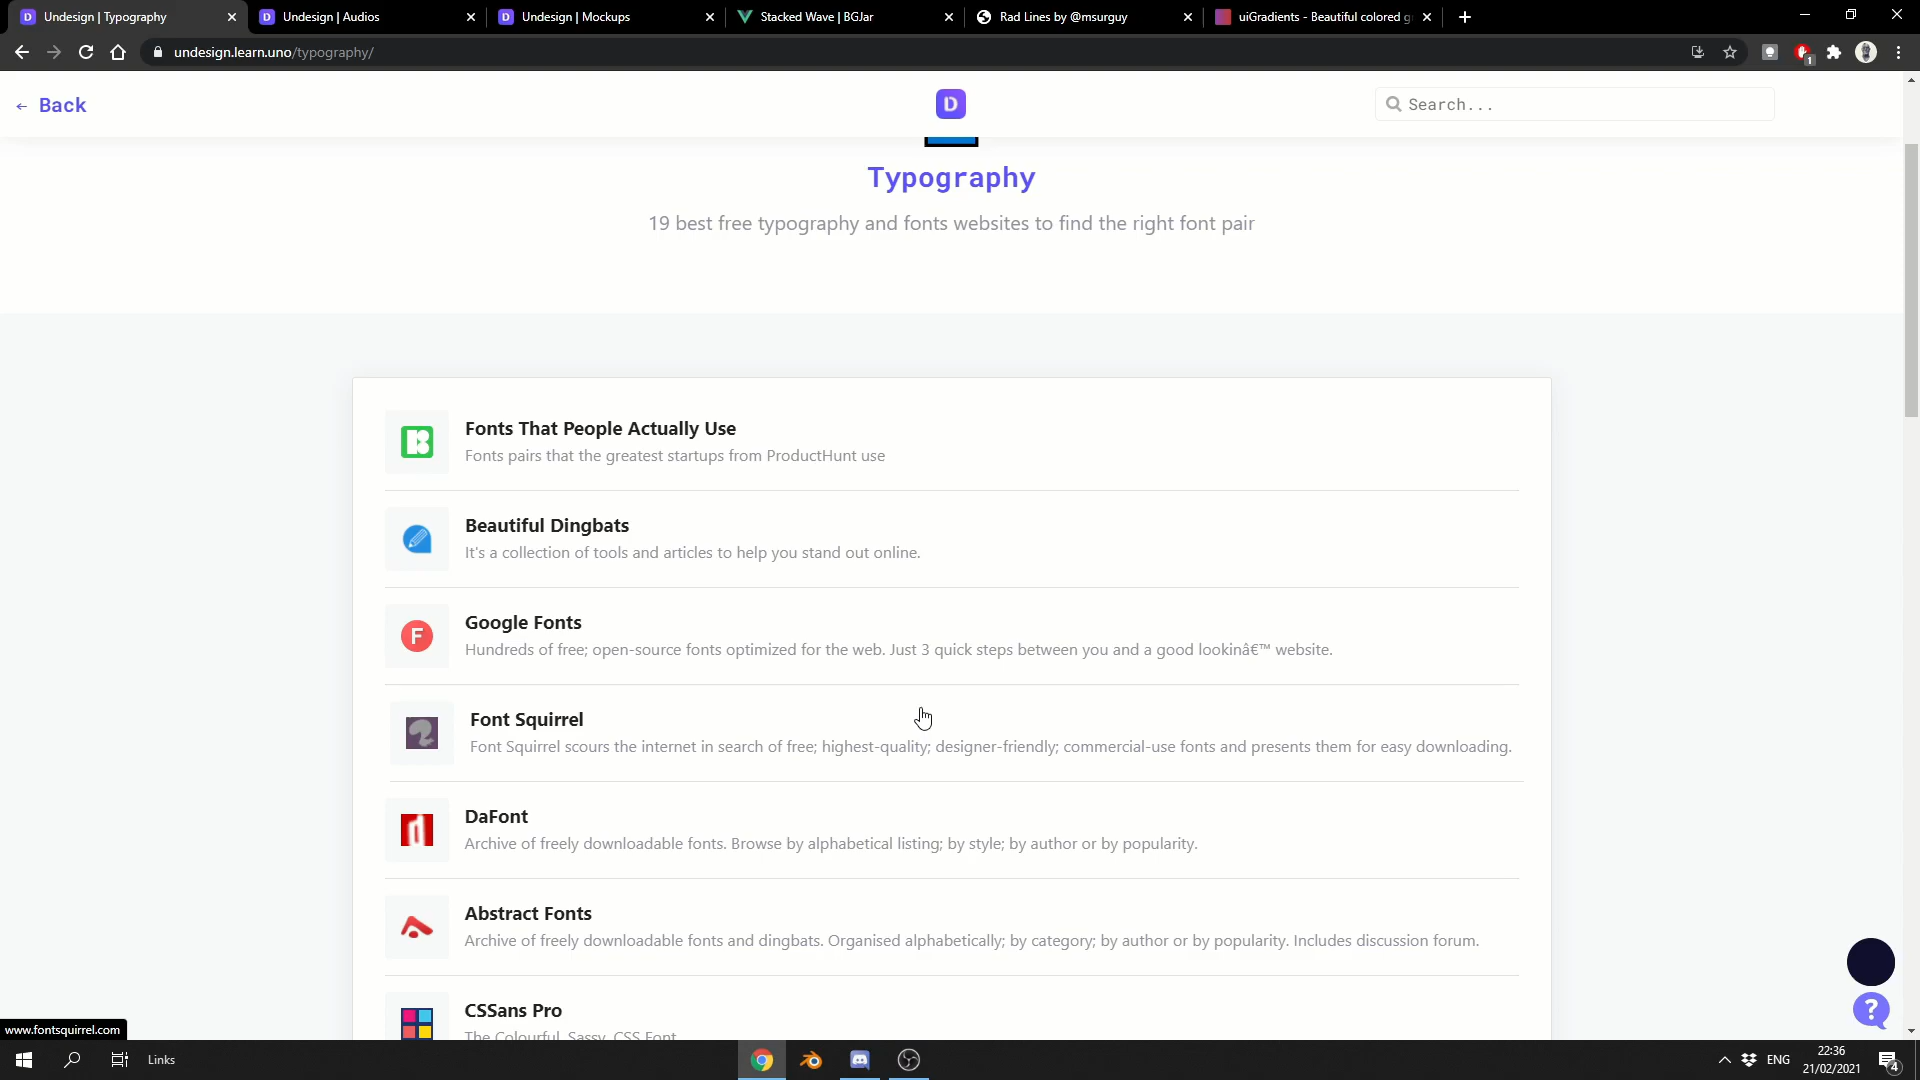 Undesign | Typography
Undesign | Audios
Undesign | Mockups
Stacked Wave | BGJar
Rad Lines by @msurguy
uiGradients - Beautiful colored g
undesign.learn.uno/typography/
1
← Back
D
Search...
Typography
19 best free typography and fonts websites to find the right font pair
Fonts That People Actually Use
Fonts pairs that the greatest startups from ProductHunt use
Beautiful Dingbats
It's a collection of tools and articles to help you stand out online.
F
Google Fonts
Hundreds of free; open-source fonts optimized for the web. Just 3 quick steps between you and a good lookinâ€™ website.
Font Squirrel
Font Squirrel scours the internet in search of free; highest-quality; designer-friendly; commercial-use fonts and presents them for easy downloading.
DaFont
Archive of freely downloadable fonts. Browse by alphabetical listing; by style; by author or by popularity.
Abstract Fonts
Archive of freely downloadable fonts and dingbats. Organised alphabetically; by category; by author or by popularity. Includes discussion forum.
CSSans Pro
The Colourful, Sassy, CSS Font
?
www.fontsquirrel.com
Links
ENG
22:36
21/02/2021
4